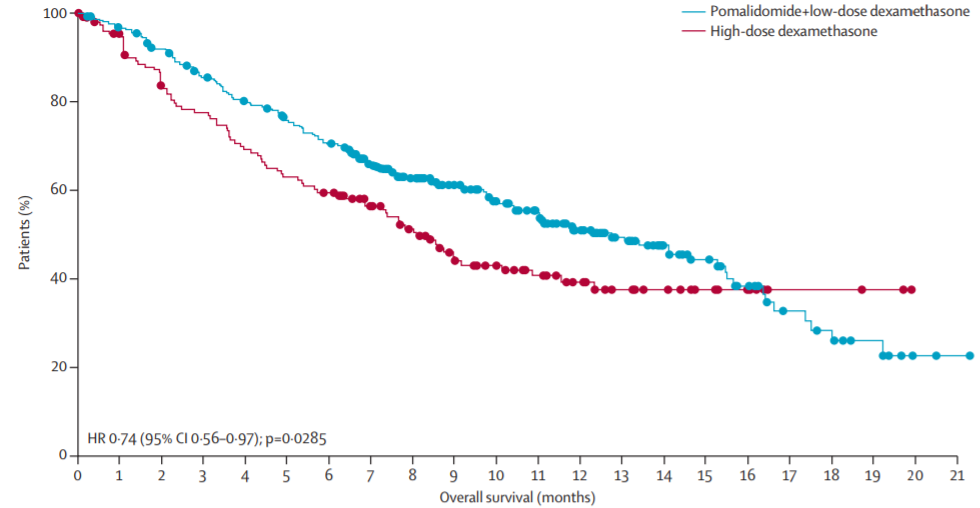 Pomalidomide+low-dose dexamethasone
High-dose dexamethasone
100
80
60
40
20
0
Patients (%)
HR 0·74 (95% CI 0·56–0·97); p=0·0285
0 1 2 3 4 5 6 7 8 9 10 11 12 13 14 15 16 17 18 19 20 21
Overall survival (months)